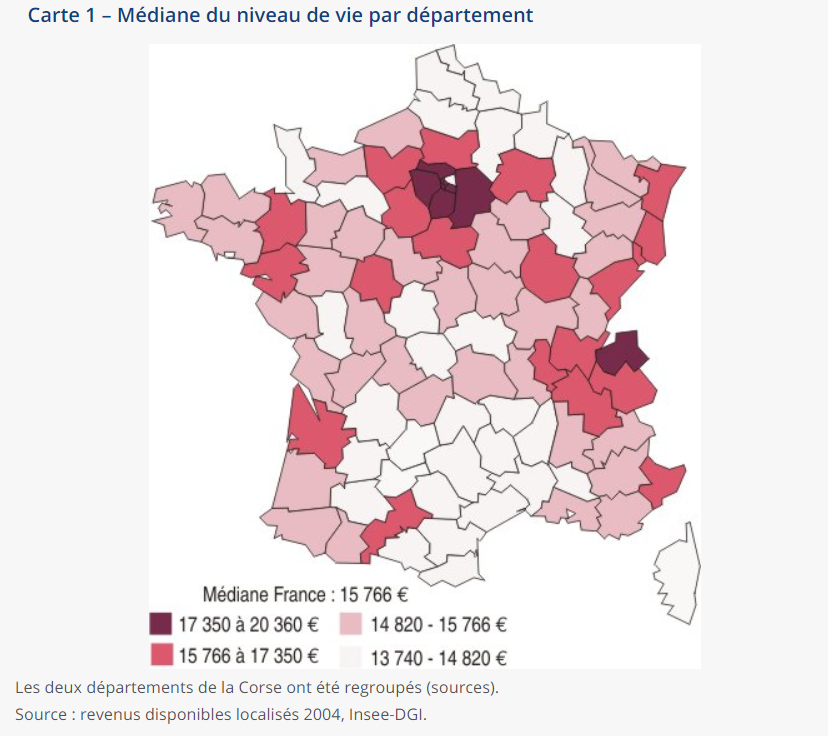 Carte 1 – Médiane du niveau de vie par département
Médiane France : 15 766 €
17 350 à 20 360 €
14 820 - 15 766 €
15 766 à 17 350 €
13 740 - 14 820 €
Les deux départements de la Corse ont été regroupés (sources).
Source : revenus disponibles localisés 2004, Insee-DGI.